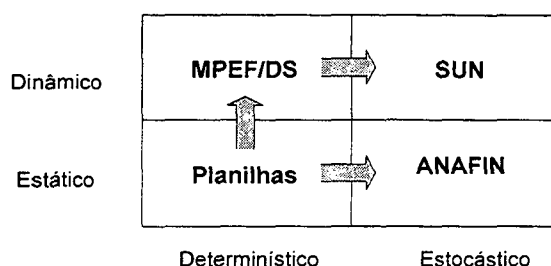 Dinâmico MPEF/DS SUN
Estático Planilhas ANAFIN
Determinístico Estocástico